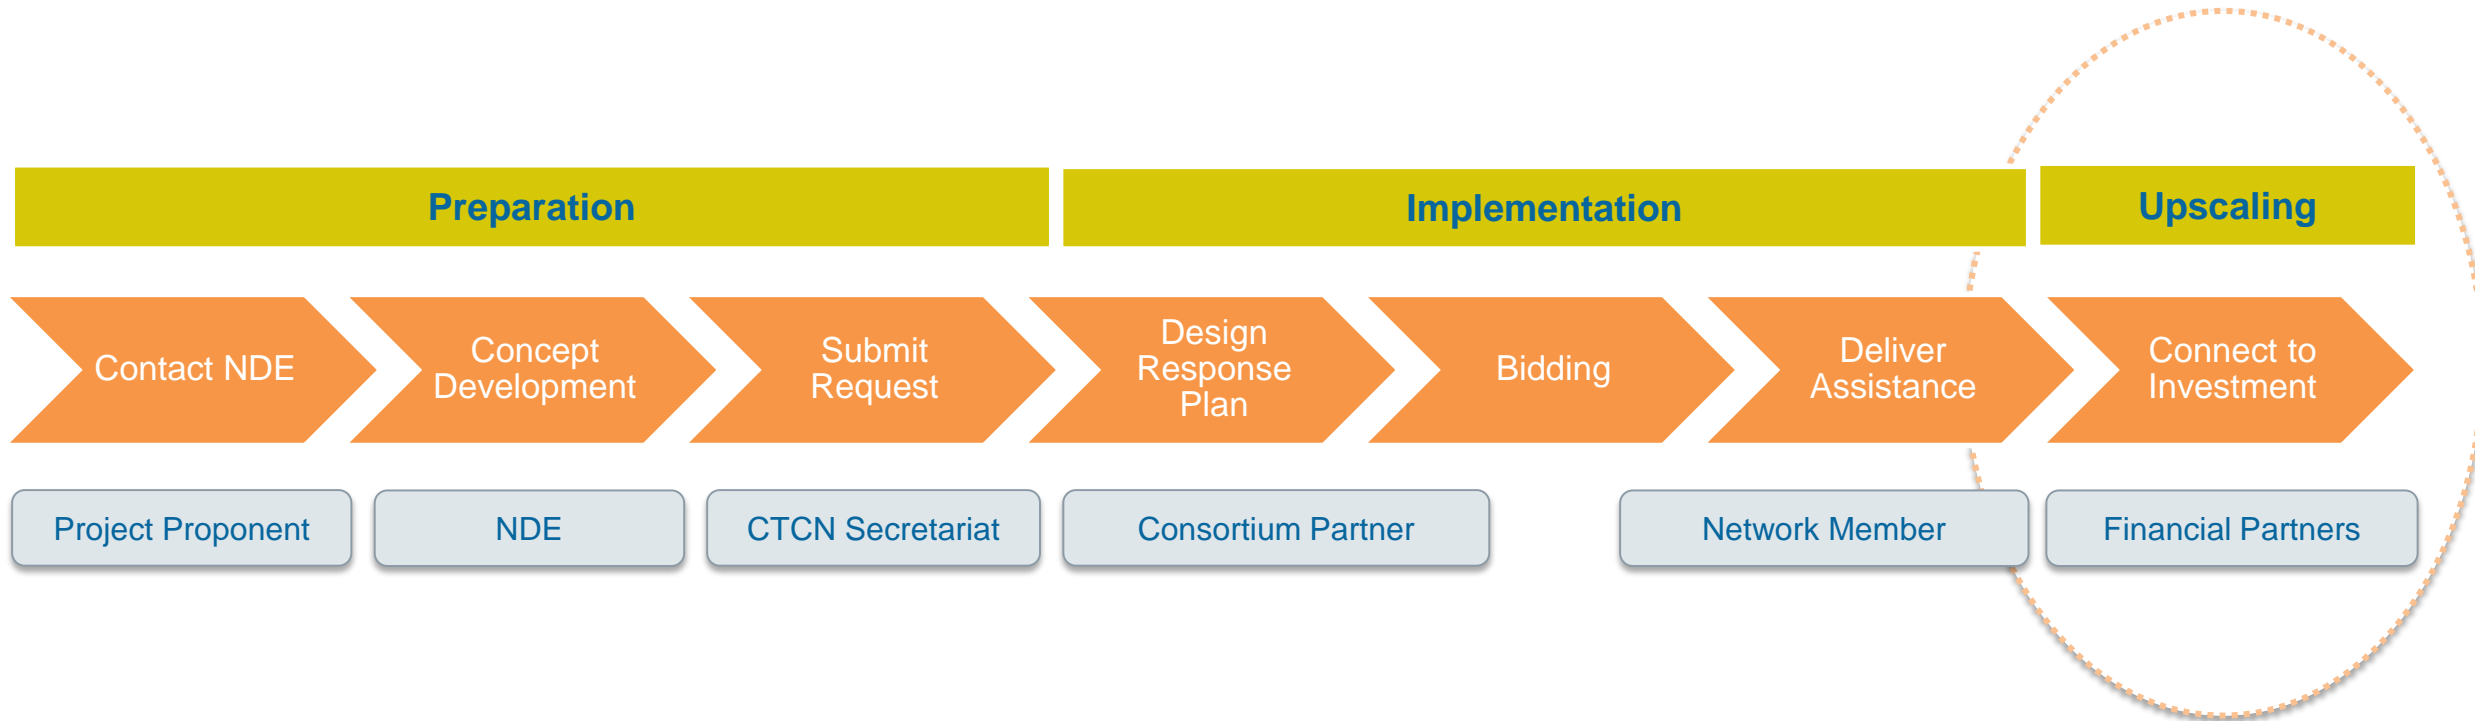 Preparation
Implementation
Upscaling
Contact NDE
Concept
Development
Submit
Request
Design
Response
Plan
Bidding
Deliver
Assistance
Connect to
Investment
Project Proponent
NDE
CTCN Secretariat
Consortium Partner
Network Member
Financial Partners